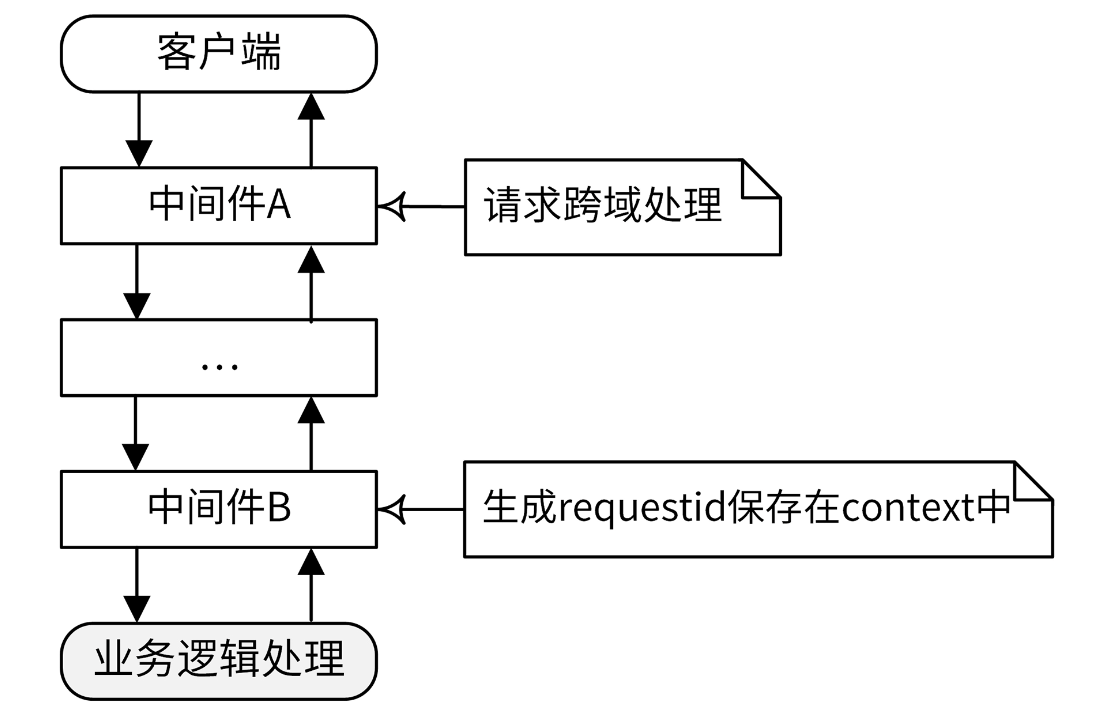 客户端
中间件A
请求跨域处理
...
中间件B
生成requestid保存在context中
业务逻辑处理